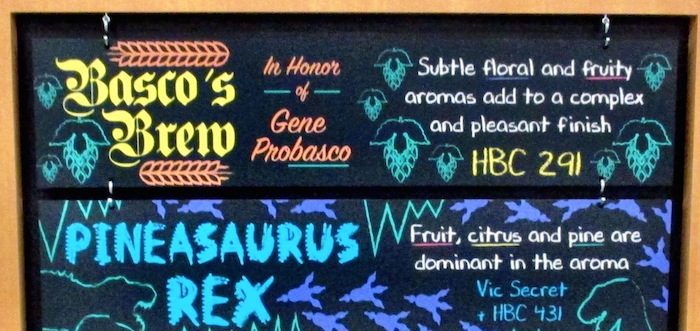 Basco's
Brew
In Honor
of
Gene
Probasco
Subtle floral and fruity
aromas add to a complex
and pleasant finish
HBC 291
PINEASAURUS
REX
Fruit, citrus and pine are
dominant in the aroma
Vic Secret
+ HBC 431